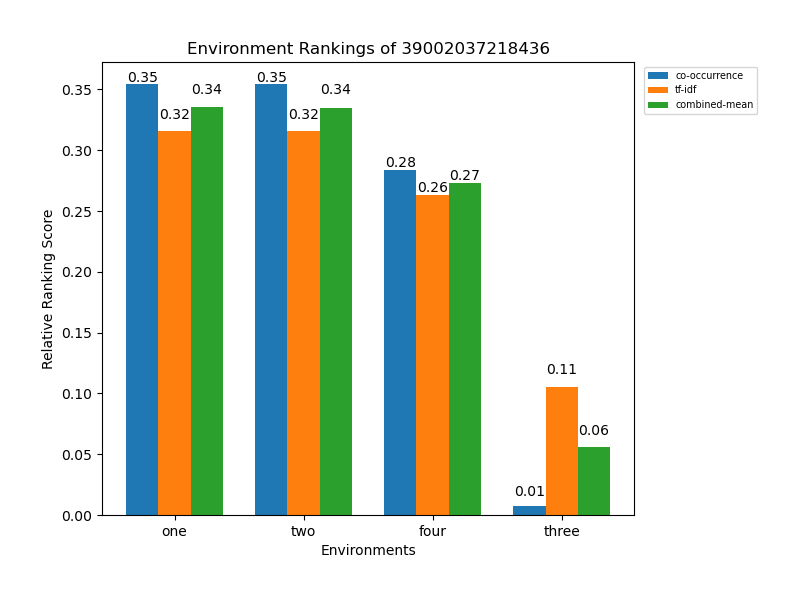 Environment Rankings of 39002037218436
co-occurrence
tf-idf
combined-mean
Relative Ranking Score
0.35
0.30
0.25
0.20
0.15
0.10
0.05
0.00
0.35 0.32 0.34 0.35 0.32 0.34 0.28 0.26 0.27 0.01 0.11 0.06
one two four three
Environments